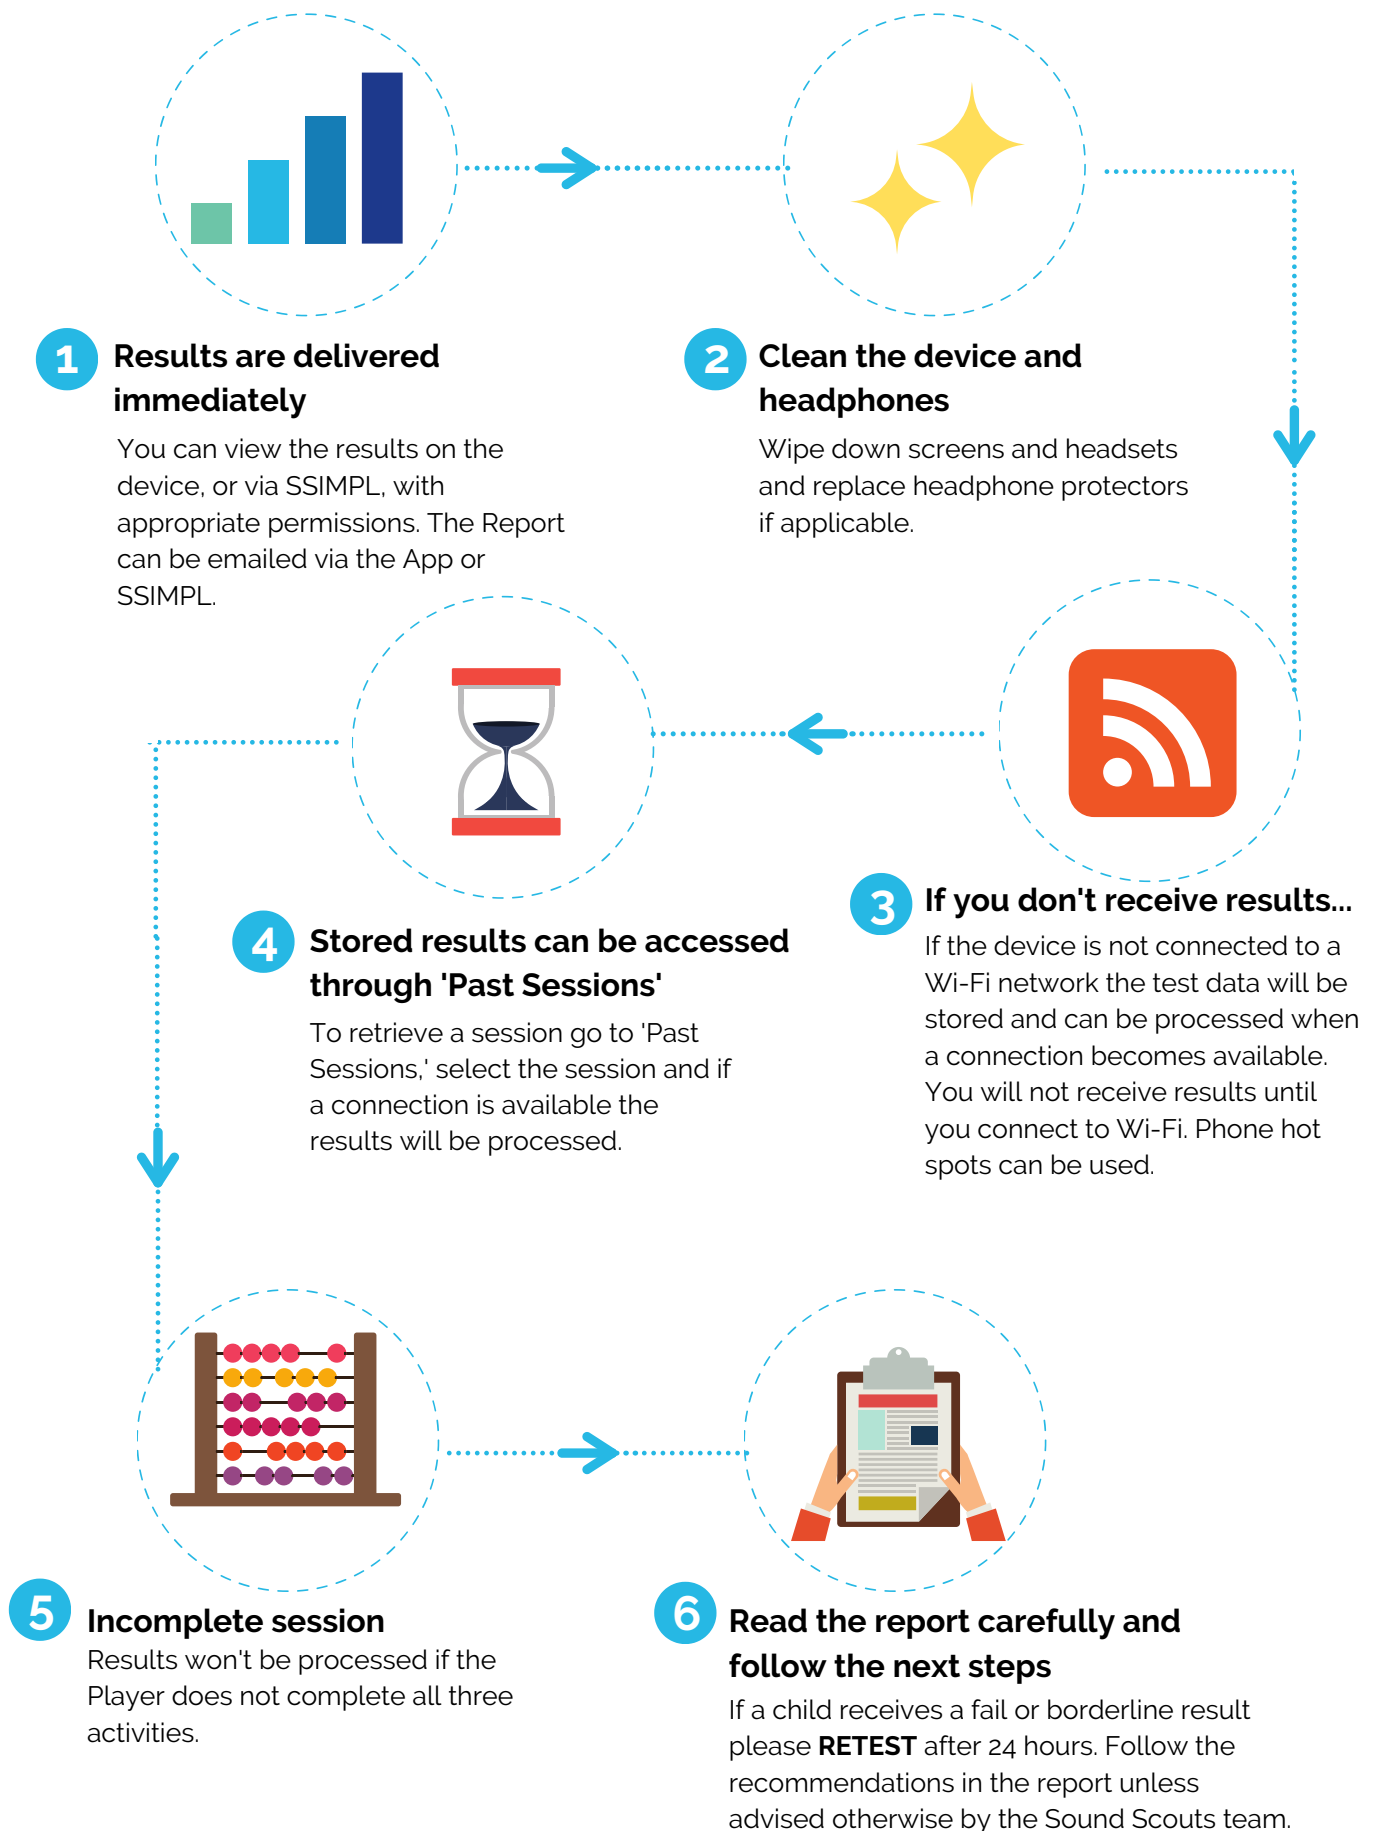 1
Results are delivered
immediately
You can view the results on the
device, or via SSIMPL, with
appropriate permissions. The Report
can be emailed via the App or
SSIMPL.
2
Clean the device and
headphones
Wipe down screens and headsets
and replace headphone protectors
if applicable.
3
If you don't receive results...
If the device is not connected to a
Wi-Fi network the test data will be
stored and can be processed when
a connection becomes available.
You will not receive results until
you connect to Wi-Fi. Phone hot
spots can be used.
4
Stored results can be accessed
through 'Past Sessions'
To retrieve a session go to 'Past
Sessions,' select the session and if
a connection is available the
results will be processed.
5
Incomplete session
Results won't be processed if the
Player does not complete all three
activities.
6
Read the report carefully and
follow the next steps
If a child receives a fail or borderline result
please RETEST after 24 hours. Follow the
recommendations in the report unless
advised otherwise by the Sound Scouts team.